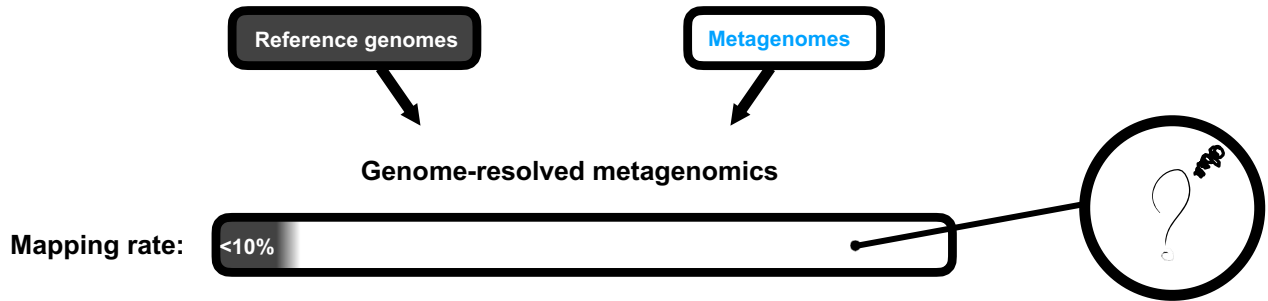 Reference genomes
Metagenomes
Genome-resolved metagenomics
Mapping rate:
<10%
?